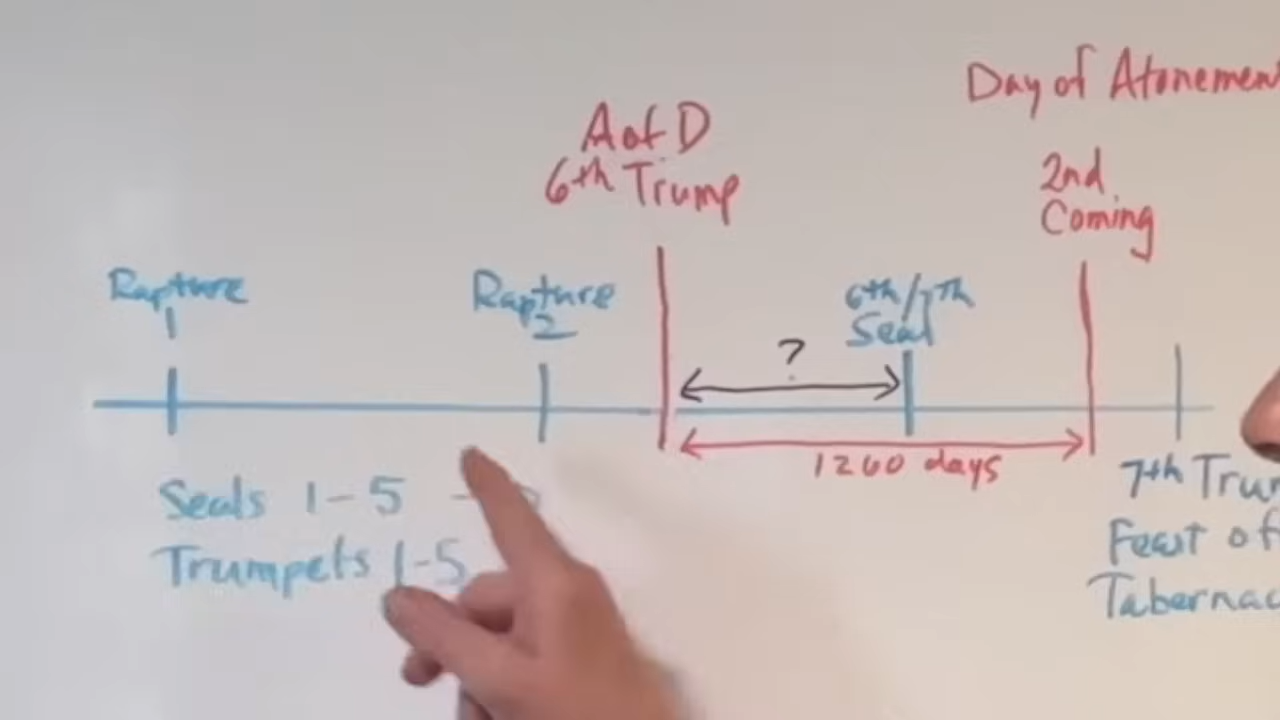 Day of Atonemen
A of D
6th Trump
2nd
Coming
Rapture
1
Rapture
2
6th/7th
Seal
?
1260 days
Seals 1-5 -
Trumpets 1-5
7th Tru
Feast of
Tabernac